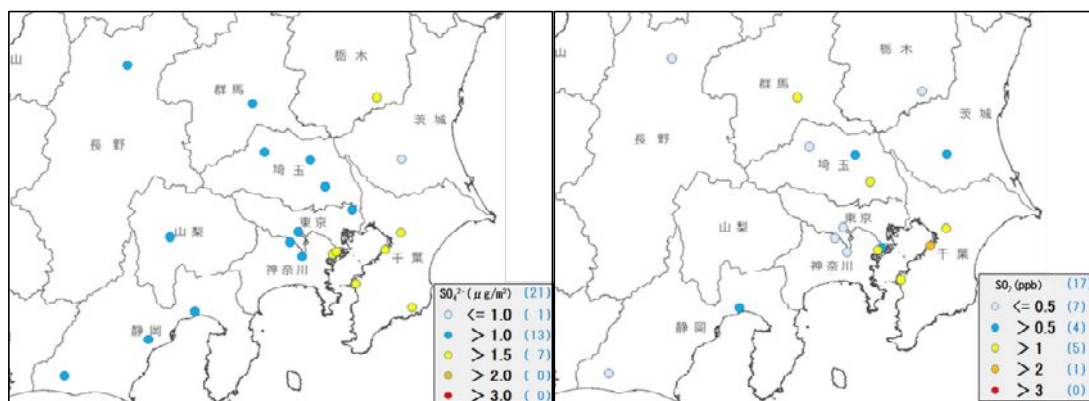 山
栃木
群馬
茨城
長野
埼玉
山梨
東京
千葉
神奈川
静岡
SO₄²⁻(μg/m³) (21)
<= 1.0 ( 1)
> 1.0 (13)
> 1.5 ( 7)
> 2.0 ( 0)
> 3.0 ( 0)
山
栃木
群馬
茨城
長野
埼玉
山梨
東京
千葉
神奈川
静岡
SO₂(ppb) (17)
<= 0.5 (7)
> 0.5 (4)
> 1 (5)
> 2 (1)
> 3 (0)